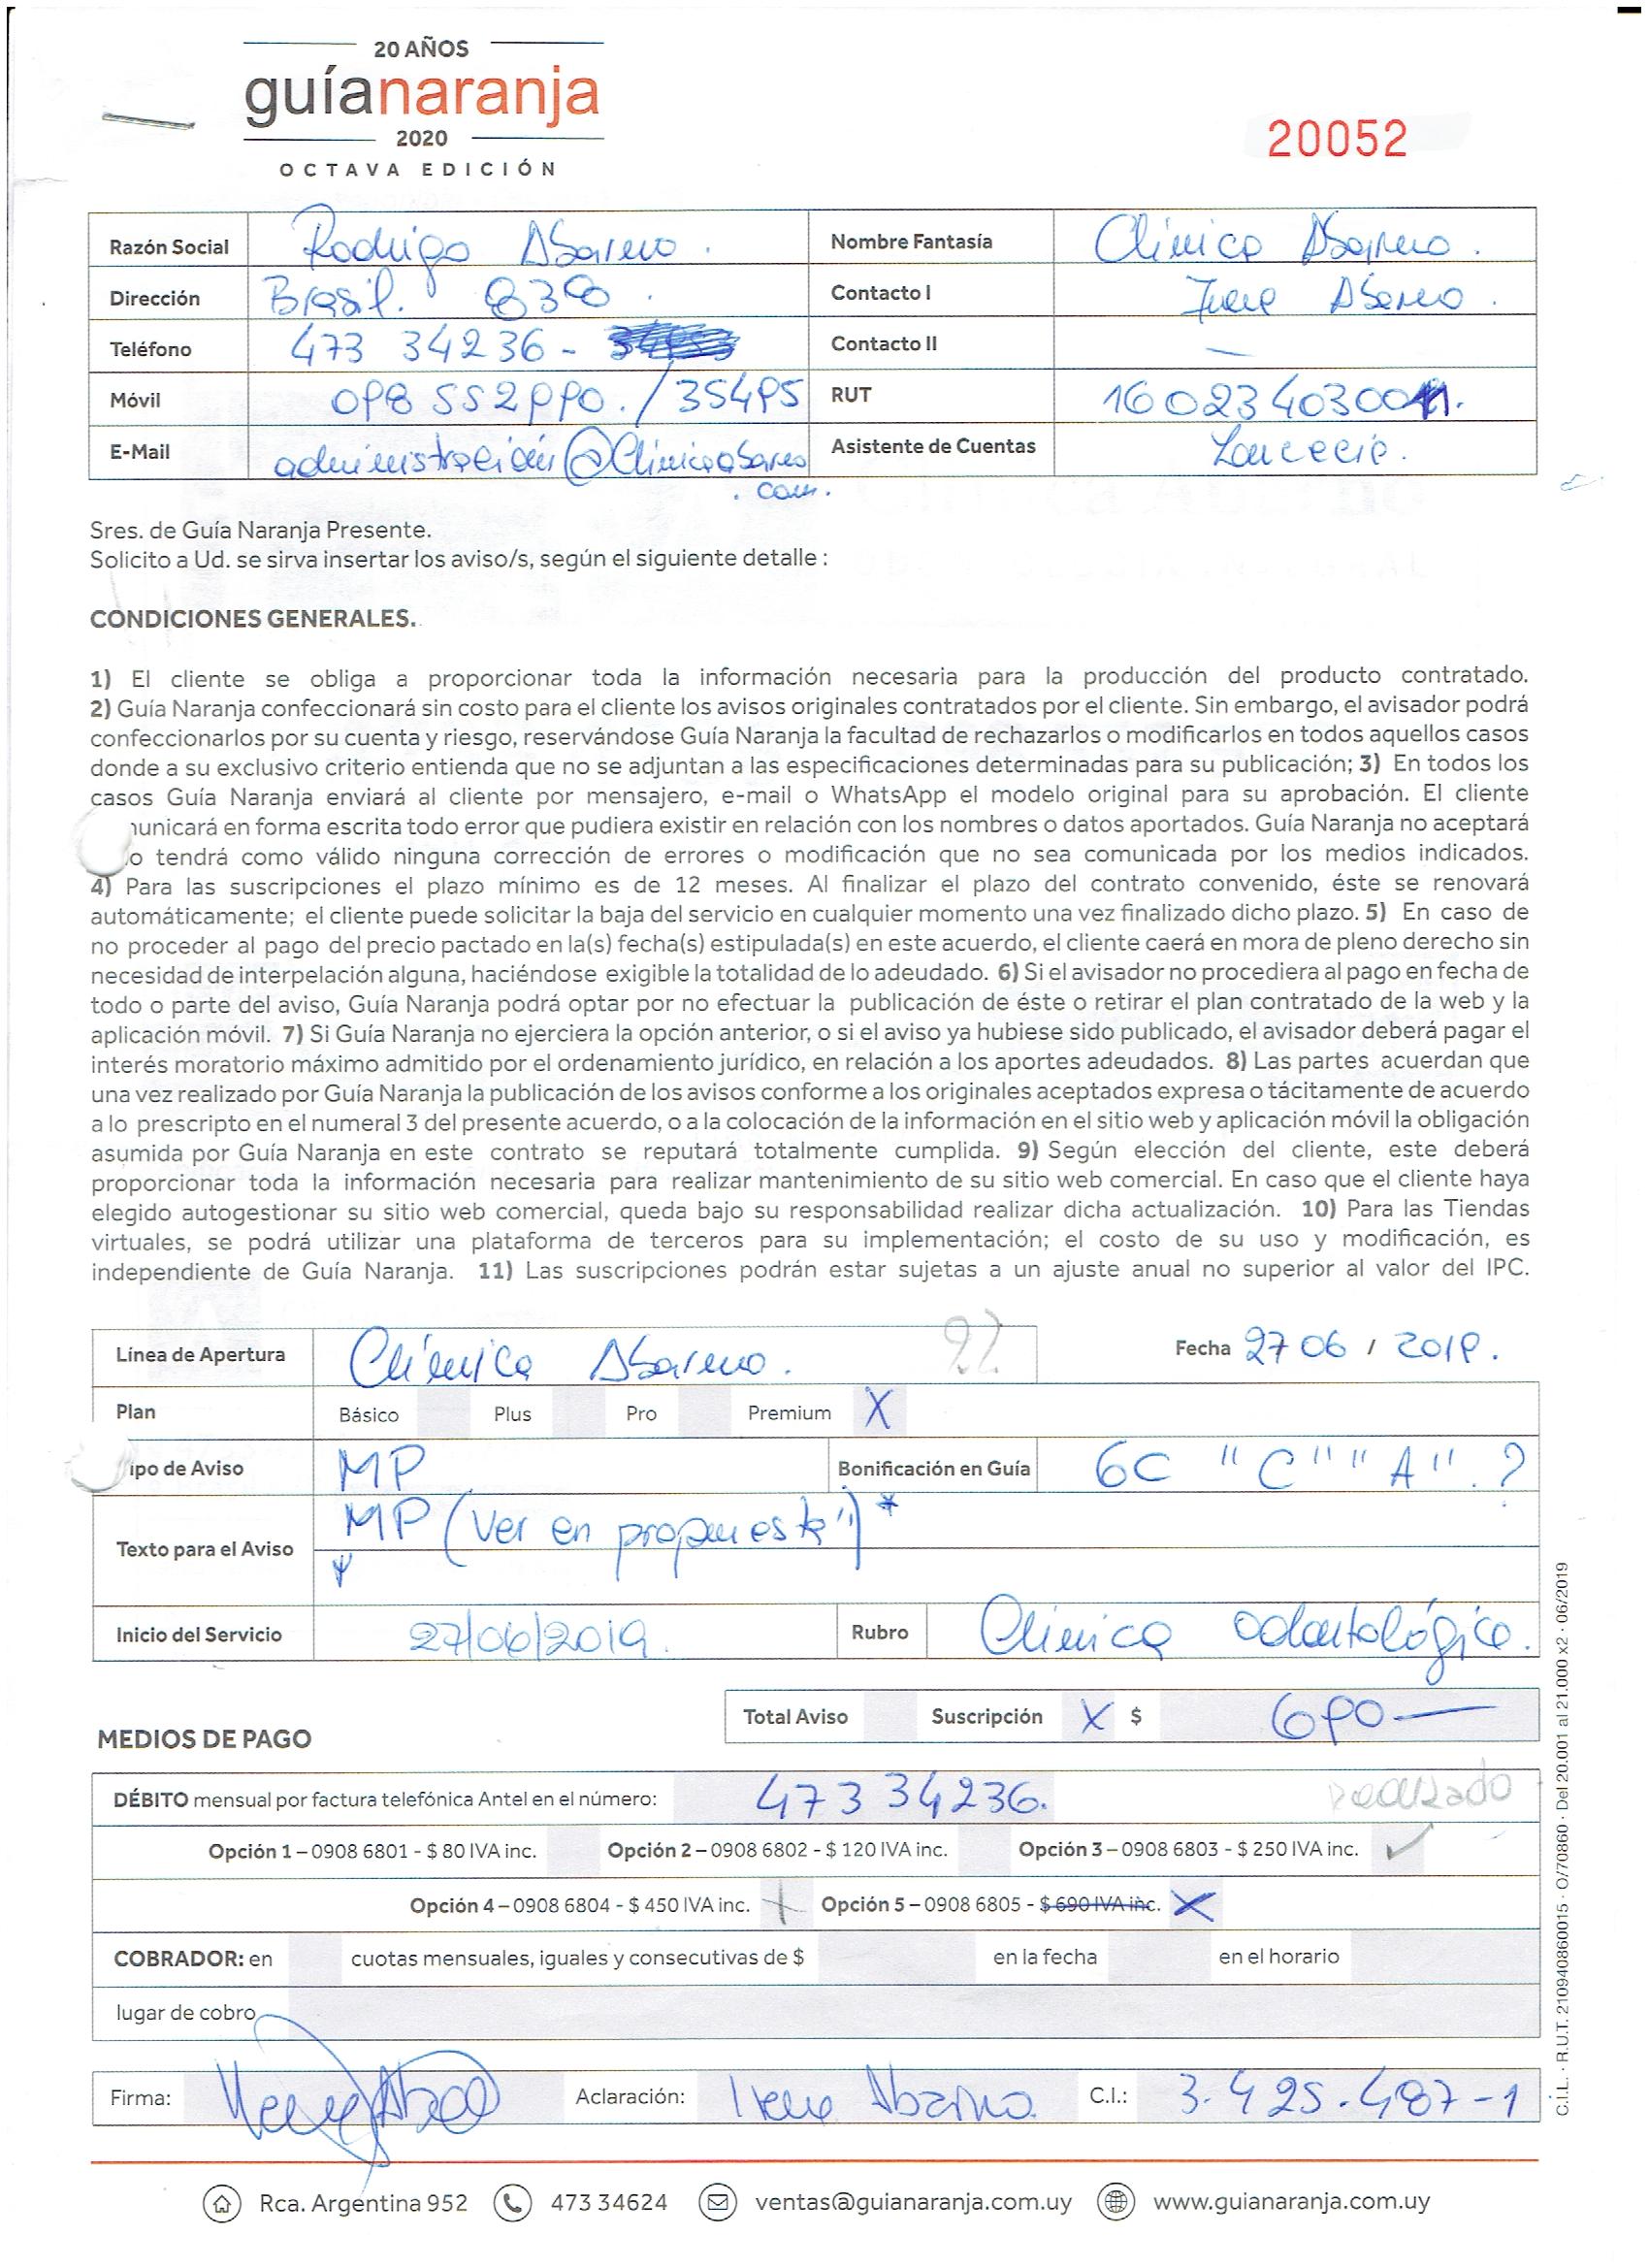 20 AÑOS
guíanaranja
2020
OCTAVA EDICIÓN
20052
Razón Social Rodrigo Abareno. Nombre Fantasía Clínica Abareno.
Dirección Brasil. 830. Contacto I Irene Abareno.
Teléfono 473 34236 - Contacto II —
Móvil 098 552990. / 35495 RUT 160234030011.
E-Mail administración@Clinicaabareno Asistente de Cuentas
.com.
Sres. de Guía Naranja Presente.
Solicito a Ud. se sirva insertar los aviso/s, según el siguiente detalle :
CONDICIONES GENERALES.
1) El cliente se obliga a proporcionar toda la información necesaria para la producción del producto contratado.
2) Guía Naranja confeccionará sin costo para el cliente los avisos originales contratados por el cliente. Sin embargo, el avisador podrá
confeccionarlos por su cuenta y riesgo, reservándose Guía Naranja la facultad de rechazarlos o modificarlos en todos aquellos casos
donde a su exclusivo criterio entienda que no se adjuntan a las especificaciones determinadas para su publicación; 3) En todos los
casos Guía Naranja enviará al cliente por mensajero, e-mail o WhatsApp el modelo original para su aprobación. El cliente
unicará en forma escrita todo error que pudiera existir en relación con los nombres o datos aportados. Guía Naranja no aceptará
o tendrá como válido ninguna corrección de errores o modificación que no sea comunicada por los medios indicados.
4) Para las suscripciones el plazo mínimo es de 12 meses. Al finalizar el plazo del contrato convenido, éste se renovará
automáticamente; el cliente puede solicitar la baja del servicio en cualquier momento una vez finalizado dicho plazo. 5) En caso de
no proceder al pago del precio pactado en la(s) fecha(s) estipulada(s) en este acuerdo, el cliente caerá en mora de pleno derecho sin
necesidad de interpelación alguna, haciéndose exigible la totalidad de lo adeudado. 6) Si el avisador no procediera al pago en fecha de
todo o parte del aviso, Guía Naranja podrá optar por no efectuar la publicación de éste o retirar el plan contratado de la web y la
aplicación móvil. 7) Si Guía Naranja no ejerciera la opción anterior, o si el aviso ya hubiese sido publicado, el avisador deberá pagar el
interés moratorio máximo admitido por el ordenamiento jurídico, en relación a los aportes adeudados. 8) Las partes acuerdan que
una vez realizado por Guía Naranja la publicación de los avisos conforme a los originales aceptados expresa o tácitamente de acuerdo
a lo prescripto en el numeral 3 del presente acuerdo, o a la colocación de la información en el sitio web y aplicación móvil la obligación
asumida por Guía Naranja en este contrato se reputará totalmente cumplida. 9) Según elección del cliente, este deberá
proporcionar toda la información necesaria para realizar mantenimiento de su sitio web comercial. En caso que el cliente haya
elegido autogestionar su sitio web comercial, queda bajo su responsabilidad realizar dicha actualización. 10) Para las Tiendas
virtuales, se podrá utilizar una plataforma de terceros para su implementación; el costo de su uso y modificación, es
independiente de Guía Naranja. 11) Las suscripciones podrán estar sujetas a un ajuste anual no superior al valor del IPC.
Línea de Apertura Clínica Abareno. 22 Fecha 27 06 / 2019.
Plan Básico Plus Pro Premium X
ipo de Aviso MP Bonificación en Guía 6C "C" "A". ?
Texto para el Aviso MP (Ver en propuesta) *
Inicio del Servicio 27/06/2019. Rubro Clínica Odontológica.
Total Aviso Suscripción X $ 690 —
MEDIOS DE PAGO
DÉBITO mensual por factura telefónica Antel en el número: 473 34236. Realizado
Opción 1 – 0908 6801 - $ 80 IVA inc. Opción 2 – 0908 6802 - $ 120 IVA inc. Opción 3 – 0908 6803 - $ 250 IVA inc. ✓
Opción 4 – 0908 6804 - $ 450 IVA inc. + Opción 5 – 0908 6805 - $ 690 IVA inc. X
COBRADOR: en cuotas mensuales, iguales y consecutivas de $ en la fecha en el horario
lugar de cobro
Firma: Aclaración: Irene Abareno. C.I.: 3.425.487-1
Rca. Argentina 952 473 34624 ventas@guianaranja.com.uy www.guianaranja.com.uy
C.I.L. · R.U.T. 210940860015 · O/70860 · Del 20.001 al 21.000 x2 · 06/2019